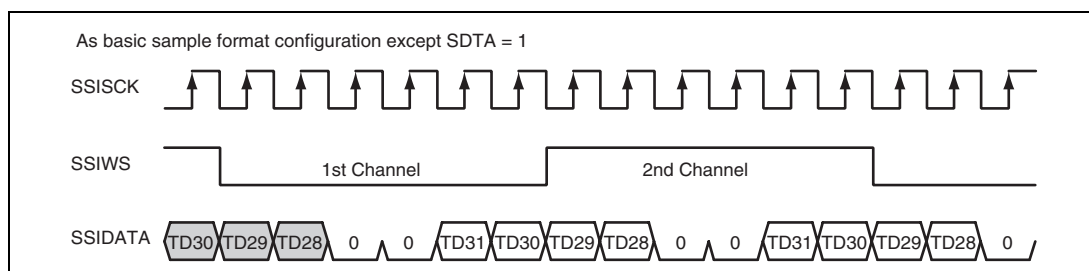 As basic sample format configuration except SDTA = 1
SSISCK
SSIWS 1st Channel 2nd Channel
SSIDATA TD30 TD29 TD28 0 0 TD31 TD30 TD29 TD28 0 0 TD31 TD30 TD29 TD28 0